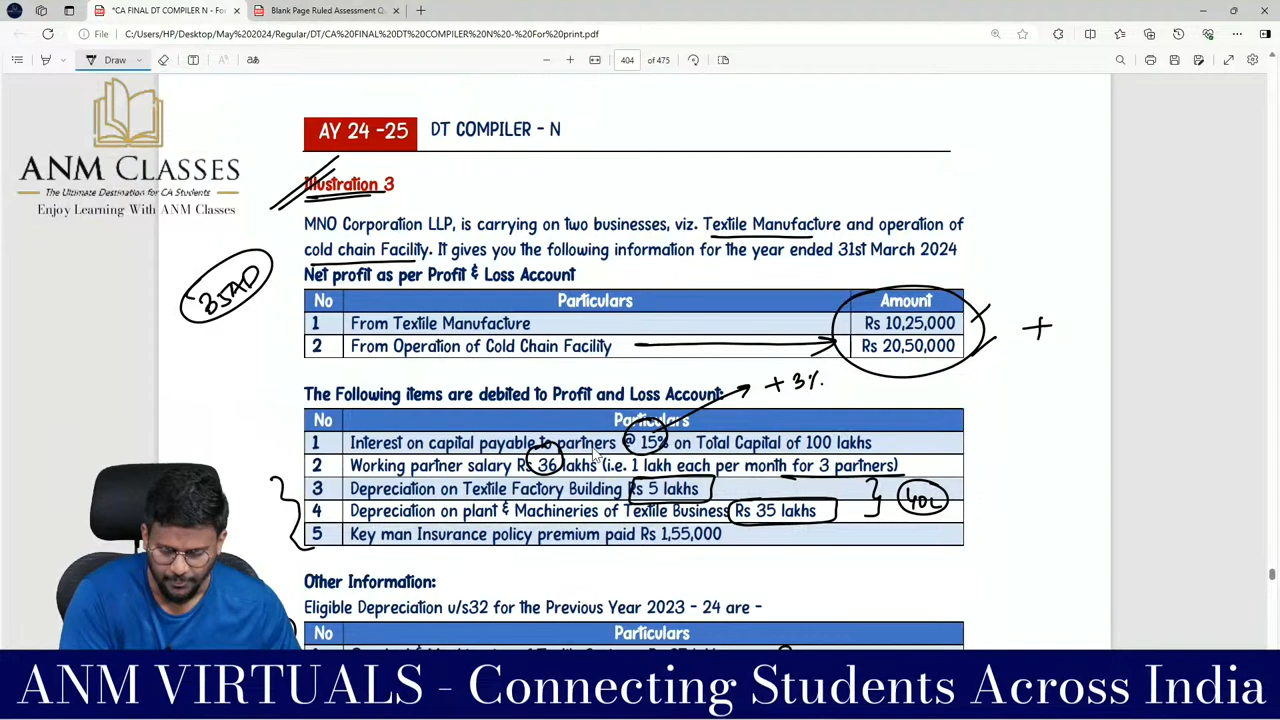 *CA FINAL DT COMPILER N - For
Blank Page Ruled Assessment Q
File
C:/Users/HP/Desktop/May%202024/Regular/DT/CA%20FINAL%20DT%20COMPILER%20N%20-%20For%20print.pdf
Draw
404 of 475
ANM CLASSES
The Ultimate Destination for CA Students
Enjoy Learning With ANM Classes
AY 24 -25 DT COMPILER - N
Illustration 3
MNO Corporation LLP, is carrying on two businesses, viz. Textile Manufacture and operation of
cold chain Facility. It gives you the following information for the year ended 31st March 2024
Net profit as per Profit & Loss Account
35AD
No Particulars Amount
1 From Textile Manufacture Rs 10,25,000
2 From Operation of Cold Chain Facility Rs 20,50,000
+
+ 3%
The Following items are debited to Profit and Loss Account:
No Particulars
1 Interest on capital payable to partners @ 15% on Total Capital of 100 lakhs
2 Working partner salary Rs 36 lakhs (i.e. 1 lakh each per month for 3 partners)
3 Depreciation on Textile Factory Building Rs 5 lakhs
4 Depreciation on plant & Machineries of Textile Business Rs 35 lakhs
40L
5 Key man Insurance policy premium paid Rs 1,55,000
Other Information:
Eligible Depreciation u/s32 for the Previous Year 2023 - 24 are -
No Particulars
ANM VIRTUALS - Connecting Students Across India